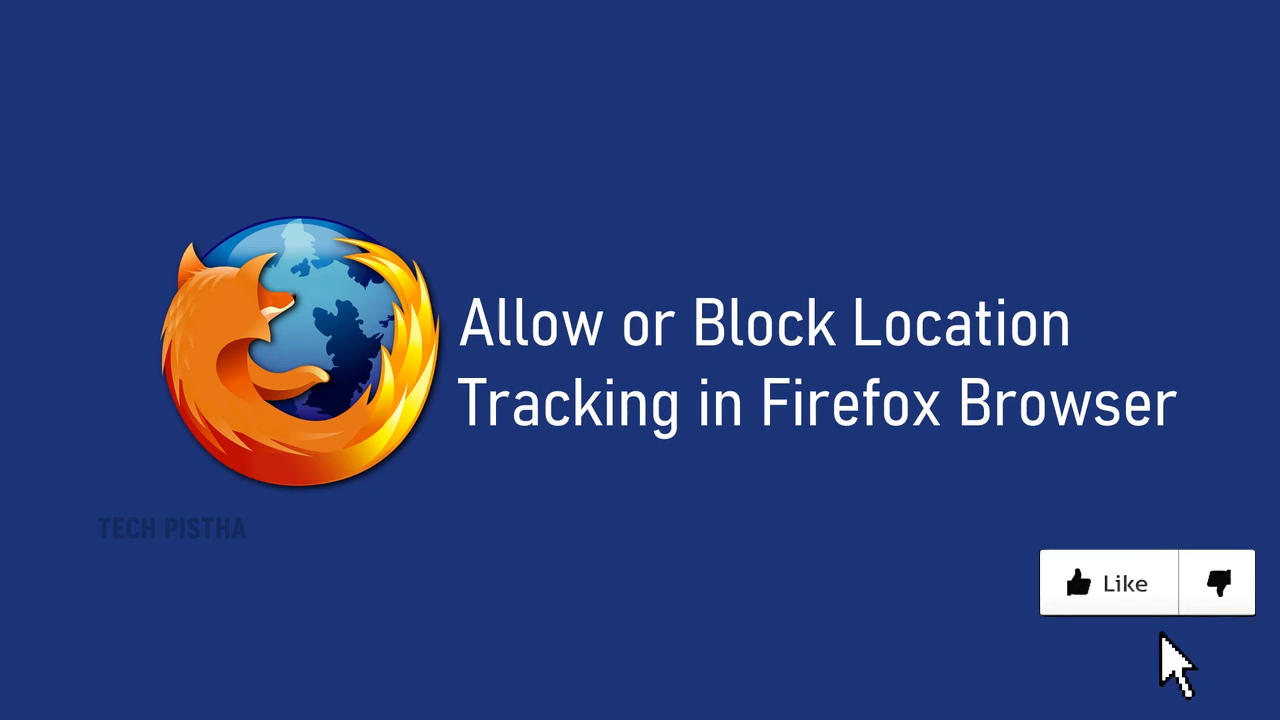 Allow or Block Location
Tracking in Firefox Browser
TECH PISTHA
Like